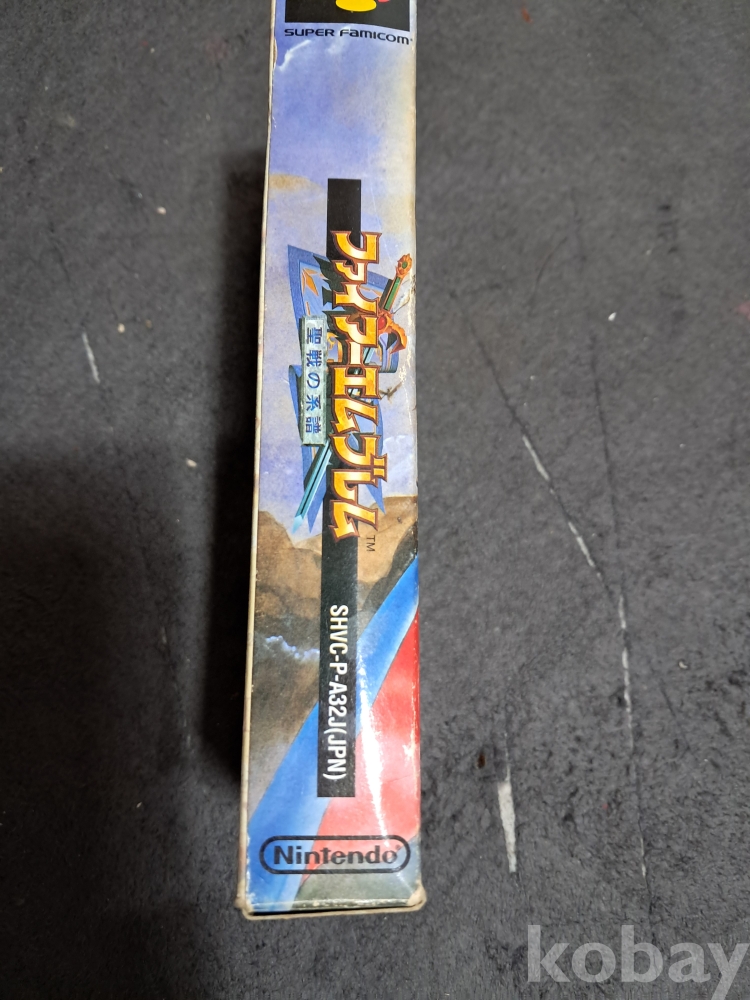 SUPER FAMICOM
ファイアーエムブレム TM
聖戦の系譜
SHVC-P-A32J(JPN)
Nintendo
kobay